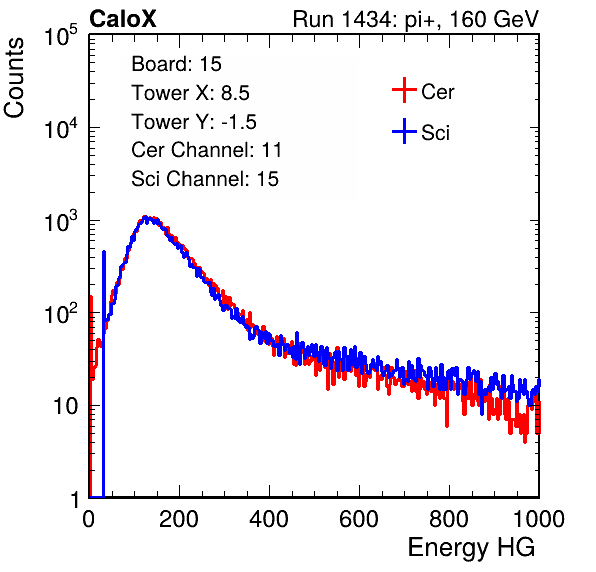 CaloX Run 1434: pi+, 160 GeV
Counts
Board: 15
Tower X: 8.5
Tower Y: -1.5
Cer Channel: 11
Sci Channel: 15
Cer
Sci
10^5
10^4
10^3
10^2
10
1
0 200 400 600 800 1000
Energy HG